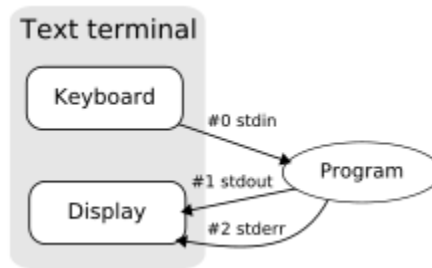 Text terminal
Keyboard
#0 stdin
Program
#1 stdout
Display
#2 stderr